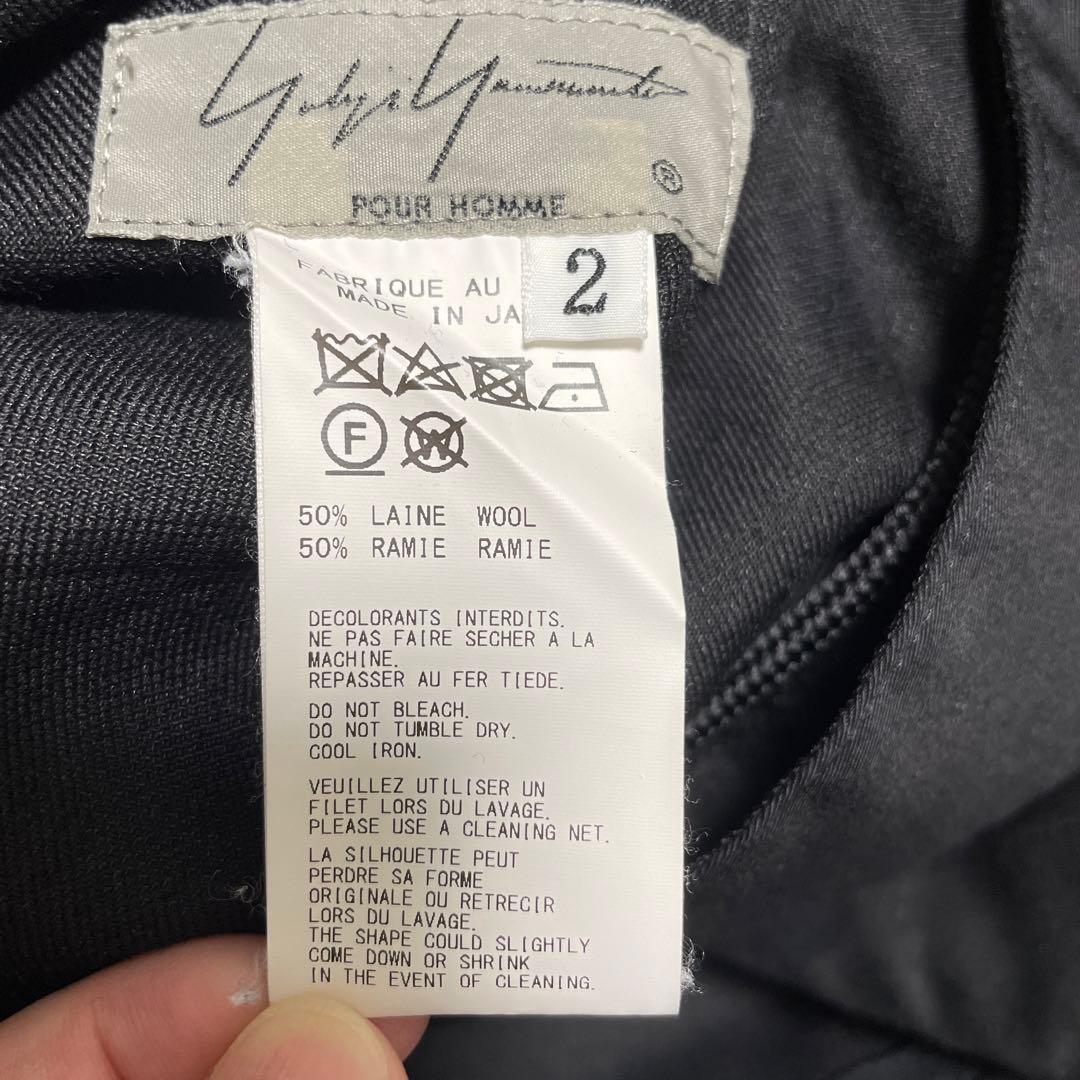 Yohji Yamamoto
®
POUR HOMME
2
FABRIQUE AU
MADE IN JA
F
W
50% LAINE WOOL
50% RAMIE RAMIE
DECOLORANTS INTERDITS.
NE PAS FAIRE SECHER A LA
MACHINE.
REPASSER AU FER TIEDE.
DO NOT BLEACH.
DO NOT TUMBLE DRY.
COOL IRON.
VEUILLEZ UTILISER UN
FILET LORS DU LAVAGE.
PLEASE USE A CLEANING NET.
LA SILHOUETTE PEUT
PERDRE SA FORME
ORIGINALE OU RETRECIR
LORS DU LAVAGE.
THE SHAPE COULD SLIGHTLY
COME DOWN OR SHRINK
IN THE EVENT OF CLEANING.